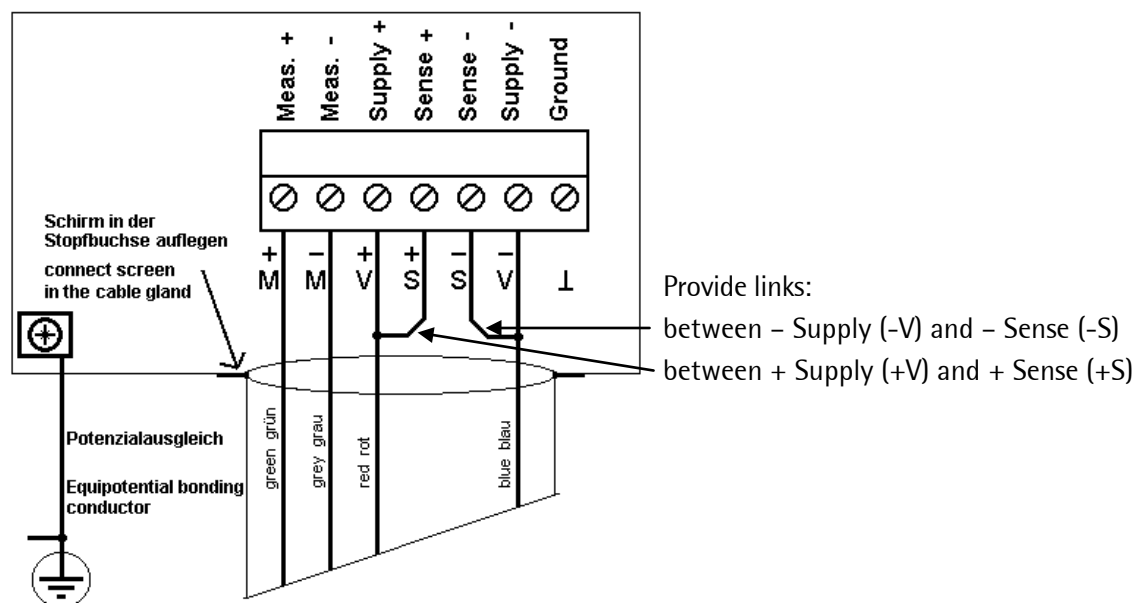 Meas. +
Meas. -
Supply +
Sense +
Sense -
Supply -
Ground
Schirm in der
Stopfbuchse auflegen
connect screen
in the cable gland
+
M
–
M
+
V
+
S
–
S
–
V
⊥
Provide links:
between – Supply (-V) and – Sense (-S)
between + Supply (+V) and + Sense (+S)
Potenzialausgleich
Equipotential bonding
conductor
green grün
grey grau
red rot
blue blau